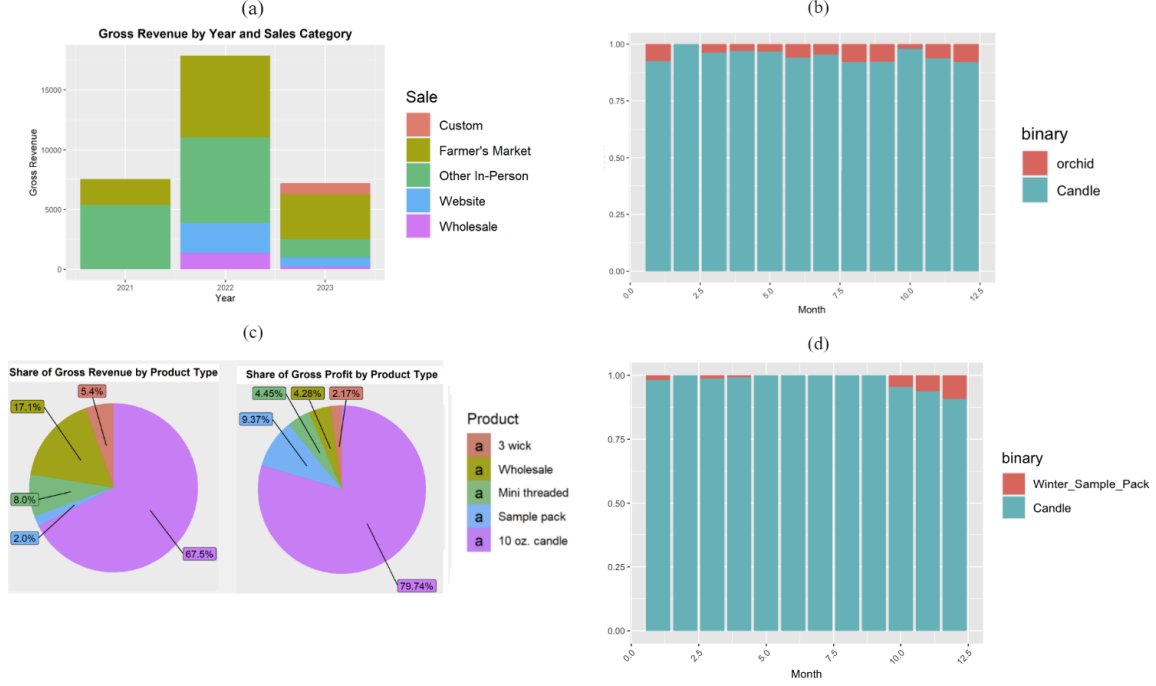 (a)
Gross Revenue by Year and Sales Category
Gross Revenue
15000
10000
5000
0
2021
2022
2023
Year
Sale
Custom
Farmer's Market
Other In-Person
Website
Wholesale
(b)
1.00
0.75
0.50
0.25
0.00
0.0
2.5
5.0
7.5
10.0
12.5
Month
binary
orchid
Candle
(c)
Share of Gross Revenue by Product Type
5.4%
17.1%
8.0%
2.0%
67.5%
Share of Gross Profit by Product Type
4.45%
4.28%
2.17%
9.37%
79.74%
Product
a 3 wick
a Wholesale
a Mini threaded
a Sample pack
a 10 oz. candle
(d)
1.00
0.75
0.50
0.25
0.00
0.0
2.5
5.0
7.5
10.0
12.5
Month
binary
Winter_Sample_Pack
Candle